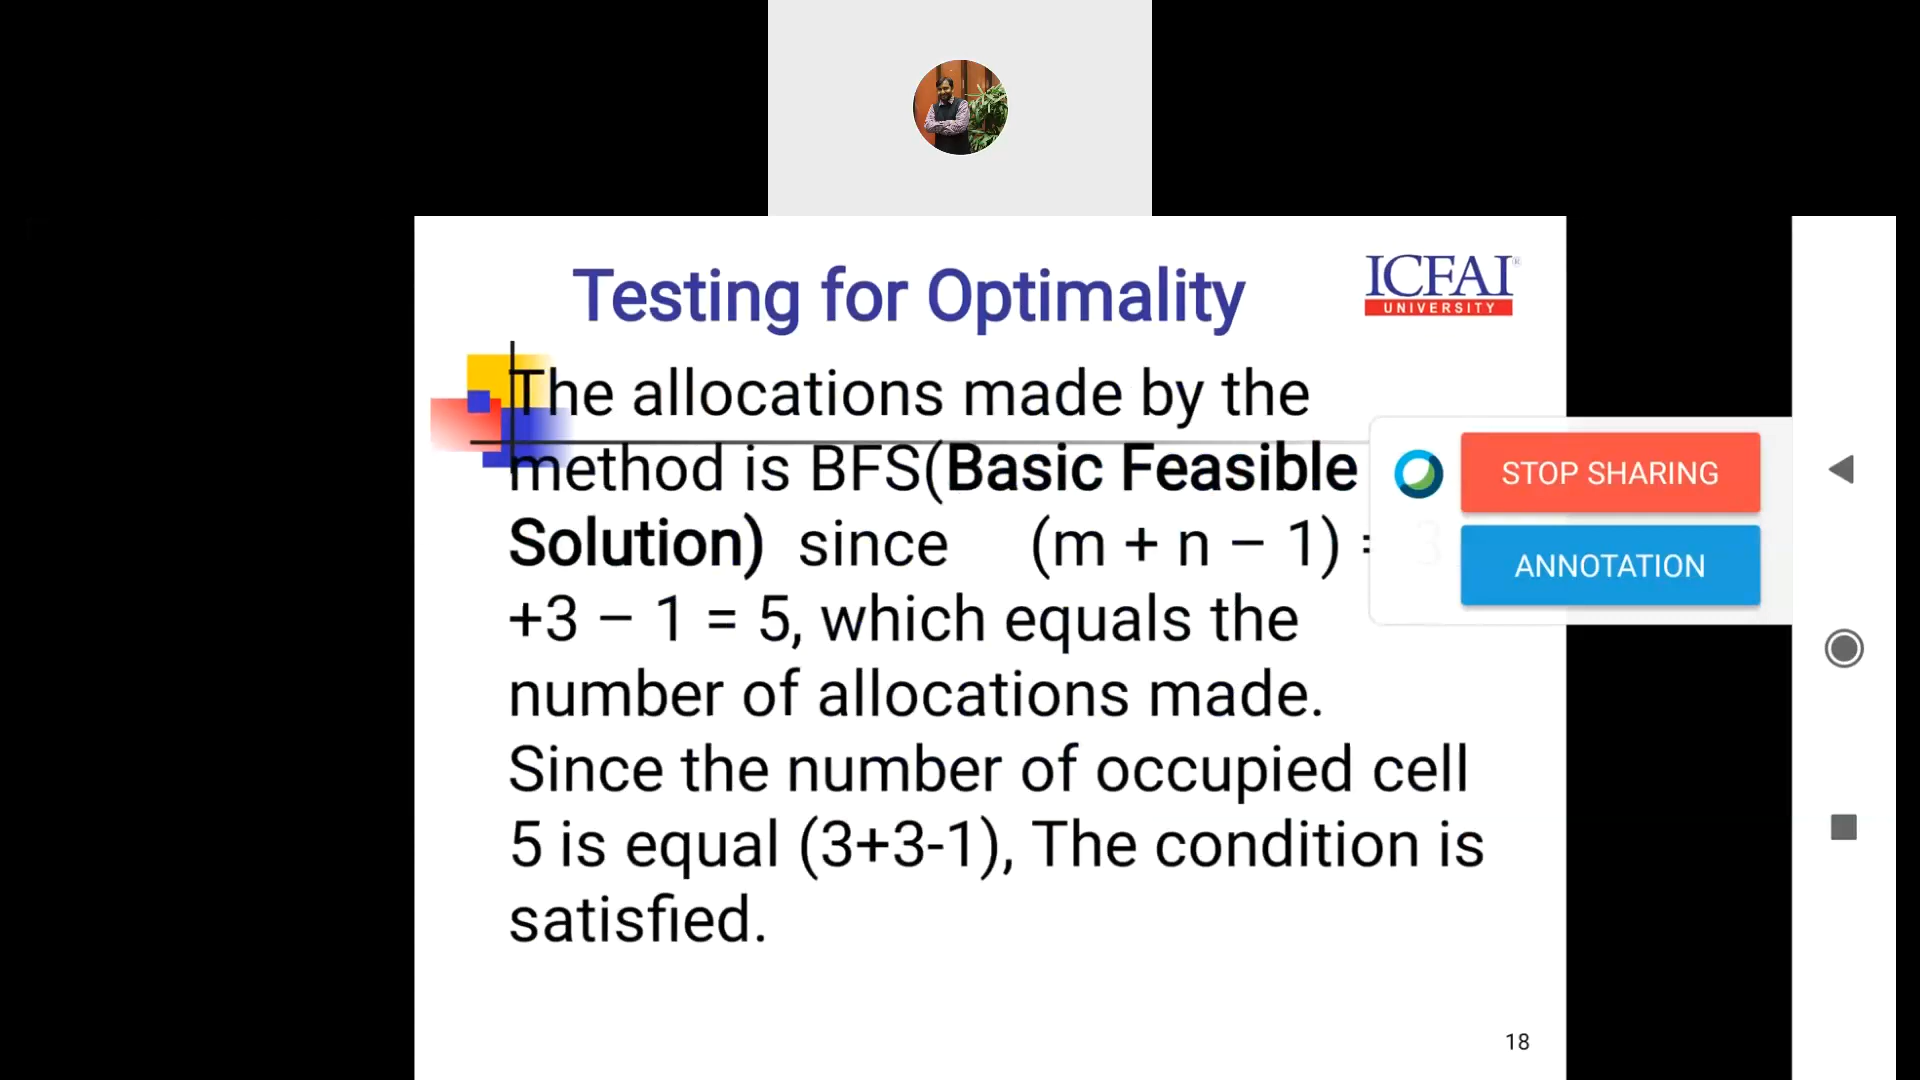 Testing for Optimality
ICFAI®
UNIVERSITY
The allocations made by the
method is BFS(Basic Feasible
Solution) since (m + n – 1) = 3
+3 – 1 = 5, which equals the
number of allocations made.
Since the number of occupied cell
5 is equal (3+3-1), The condition is
satisfied.
STOP SHARING
ANNOTATION
18